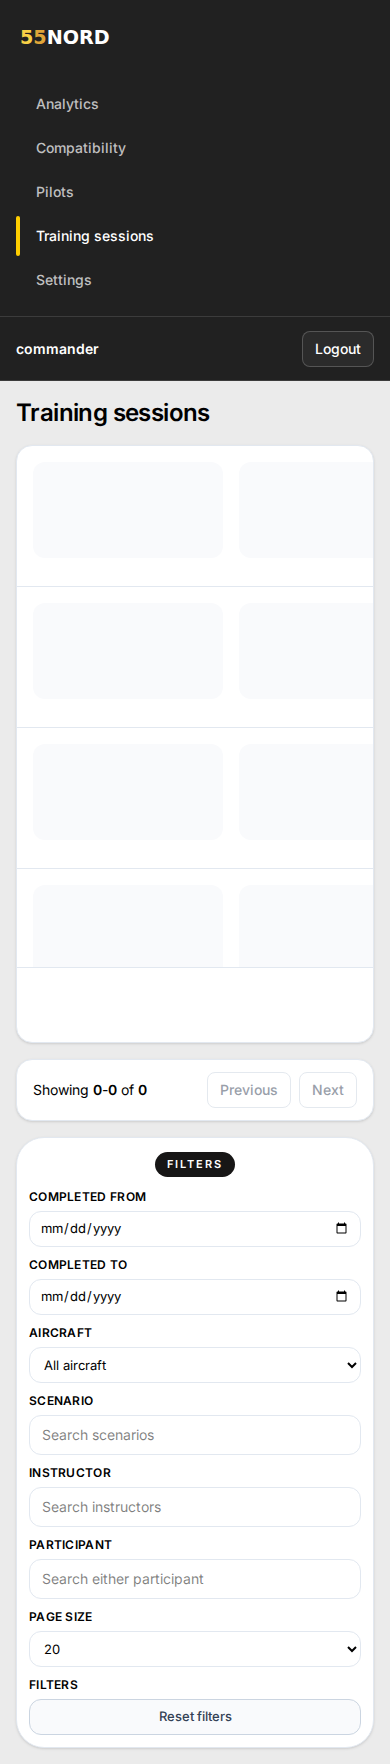 55NORD
Analytics
Compatibility
Pilots
Training sessions
Settings
commander
Logout
Training sessions
Showing 0-0 of 0
Previous
Next
FILTERS
COMPLETED FROM
mm/dd/yyyy
COMPLETED TO
mm/dd/yyyy
AIRCRAFT
All aircraft
SCENARIO
Search scenarios
INSTRUCTOR
Search instructors
PARTICIPANT
Search either participant
PAGE SIZE
20
FILTERS
Reset filters